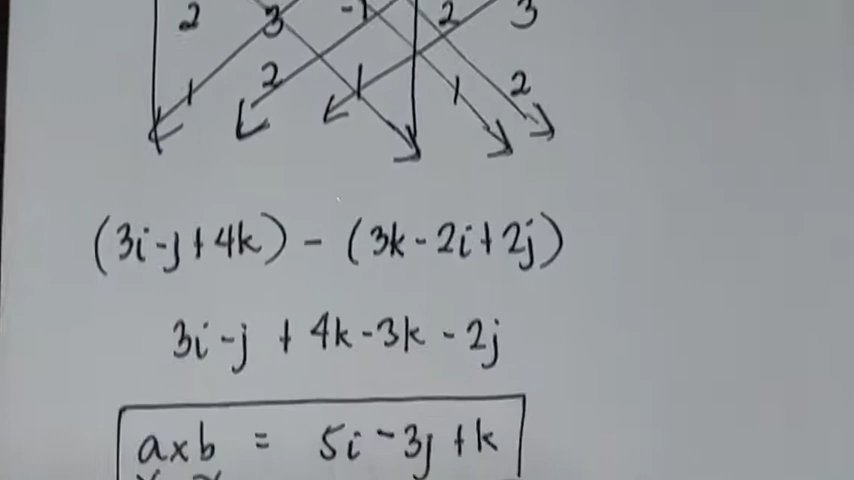 2 3 -1 2 3
1 2 1 1 2
(3i-j+4k) - (3k-2i+2j)
3i-j + 4k-3k-2j
axb = 5i-3j+k